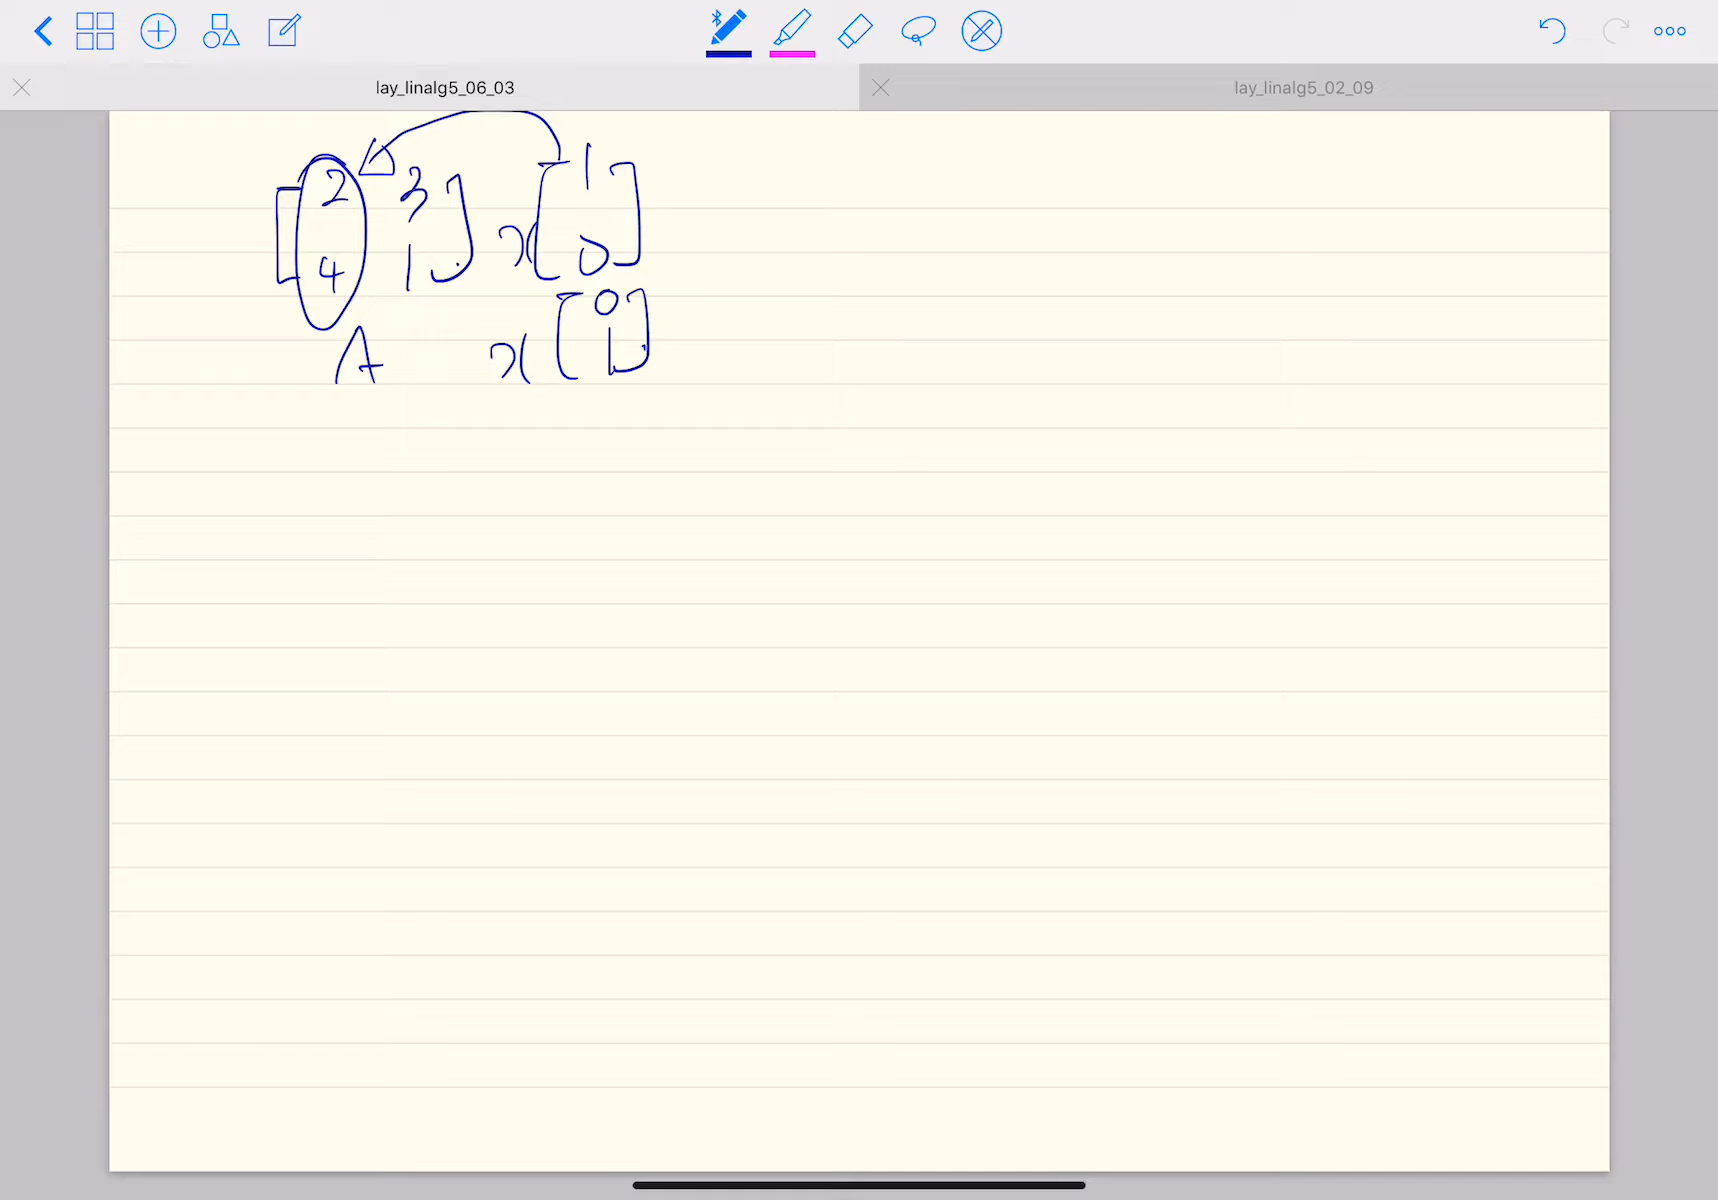 lay_linalg5_06_03
lay_linalg5_02_09
2 3 x 1
4 1 0
A x 0
1